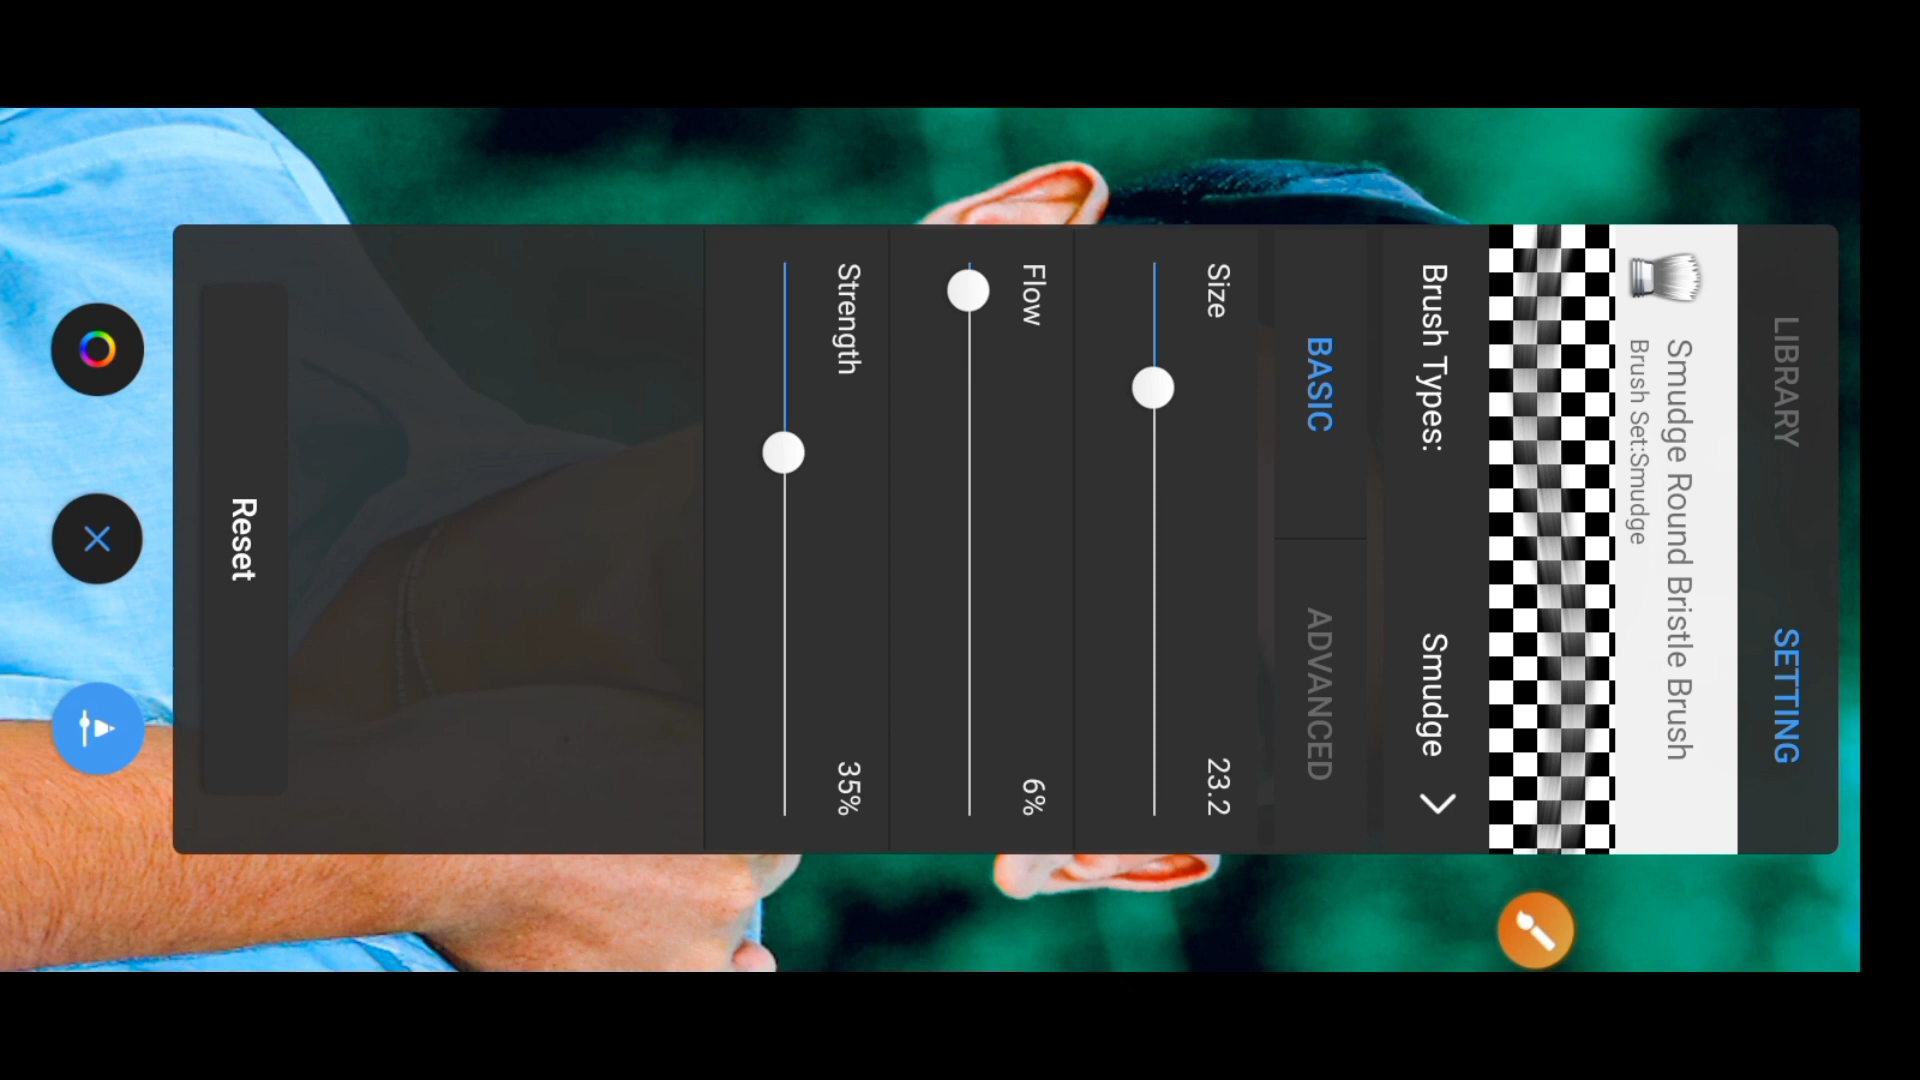 LIBRARY
SETTING
Smudge Round Bristle Brush
Brush Set:Smudge
Brush Types:
Smudge
BASIC
ADVANCED
Size
23.2
Flow
6%
Strength
35%
Reset